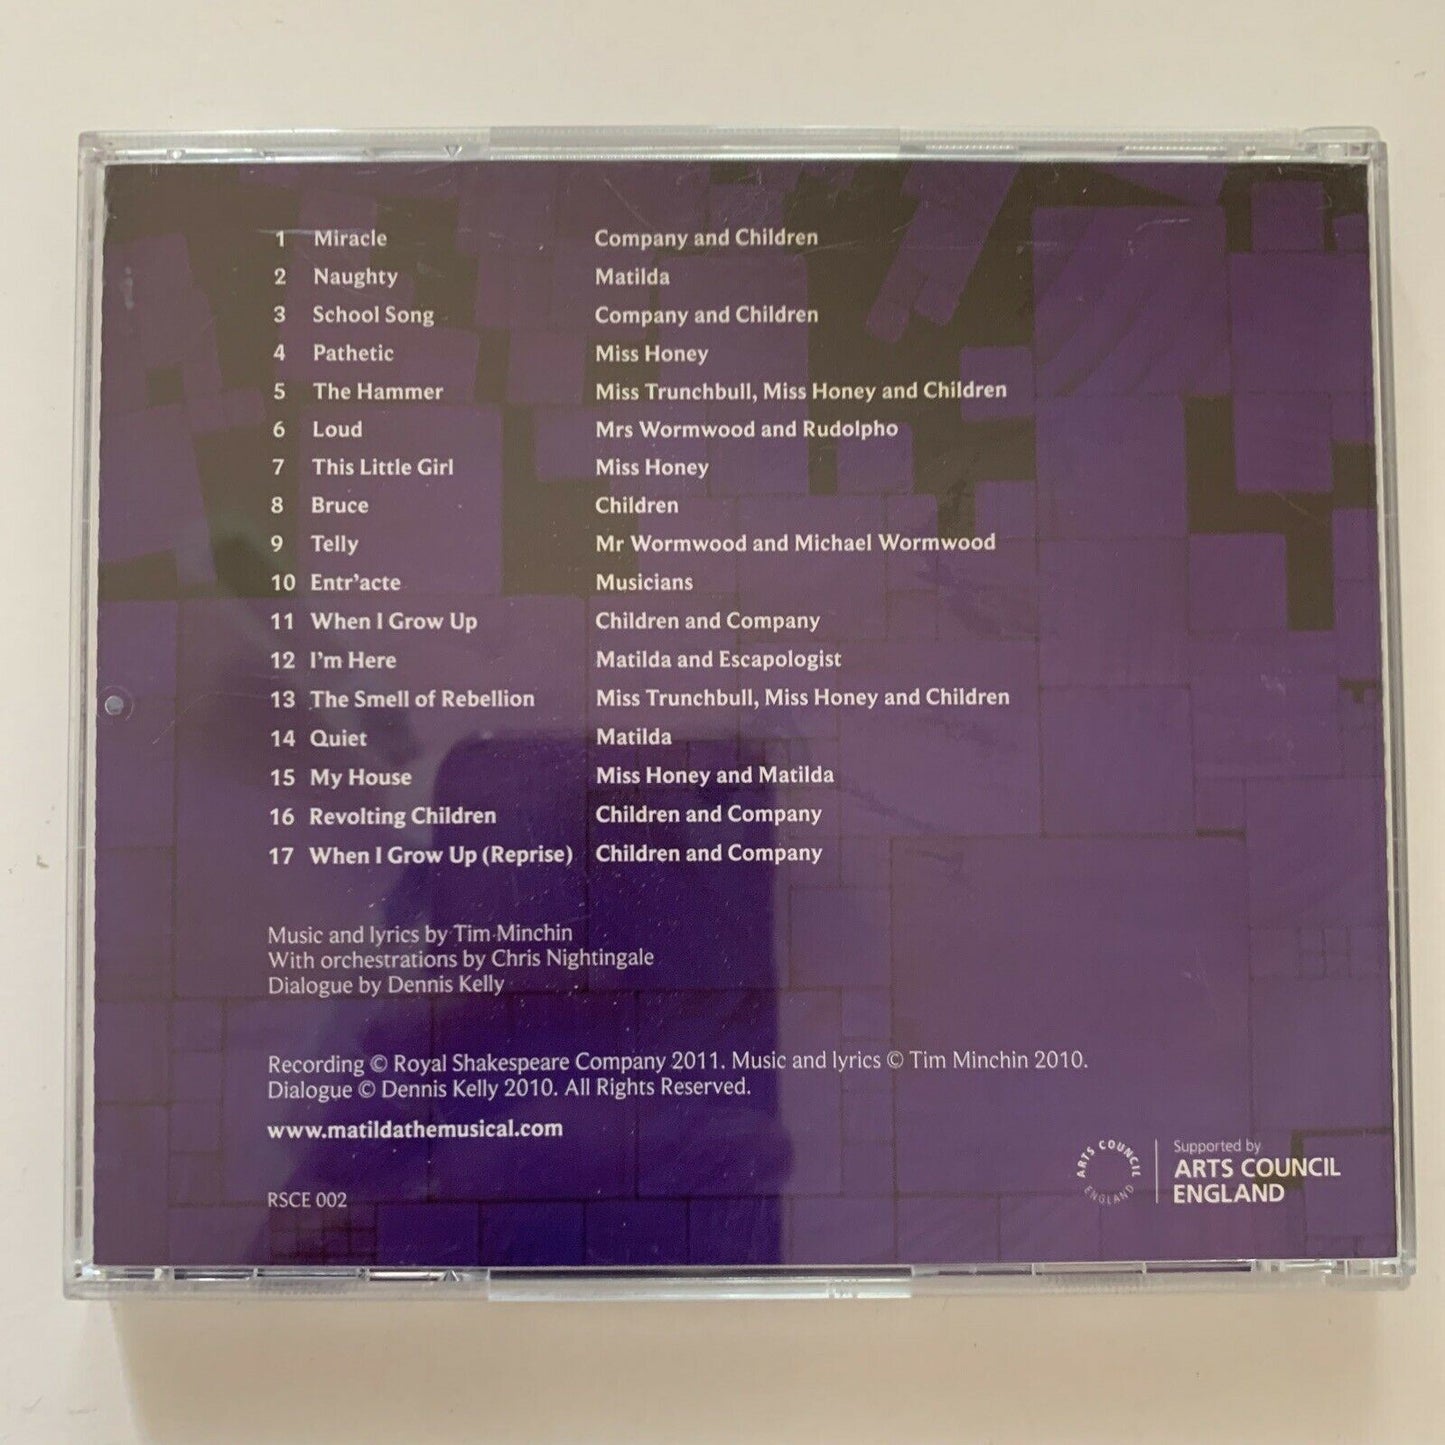 1 Miracle Company and Children
2 Naughty Matilda
3 School Song Company and Children
4 Pathetic Miss Honey
5 The Hammer Miss Trunchbull, Miss Honey and Children
6 Loud Mrs Wormwood and Rudolpho
7 This Little Girl Miss Honey
8 Bruce Children
9 Telly Mr Wormwood and Michael Wormwood
10 Entr'acte Musicians
11 When I Grow Up Children and Company
12 I'm Here Matilda and Escapologist
13 The Smell of Rebellion Miss Trunchbull, Miss Honey and Children
14 Quiet Matilda
15 My House Miss Honey and Matilda
16 Revolting Children Children and Company
17 When I Grow Up (Reprise) Children and Company
Music and lyrics by Tim Minchin
With orchestrations by Chris Nightingale
Dialogue by Dennis Kelly
Recording © Royal Shakespeare Company 2011. Music and lyrics © Tim Minchin 2010.
Dialogue © Dennis Kelly 2010. All Rights Reserved.
www.matildathemusical.com
RSCE 002
ARTS COUNCIL
ENGLAND
Supported by
ARTS COUNCIL
ENGLAND